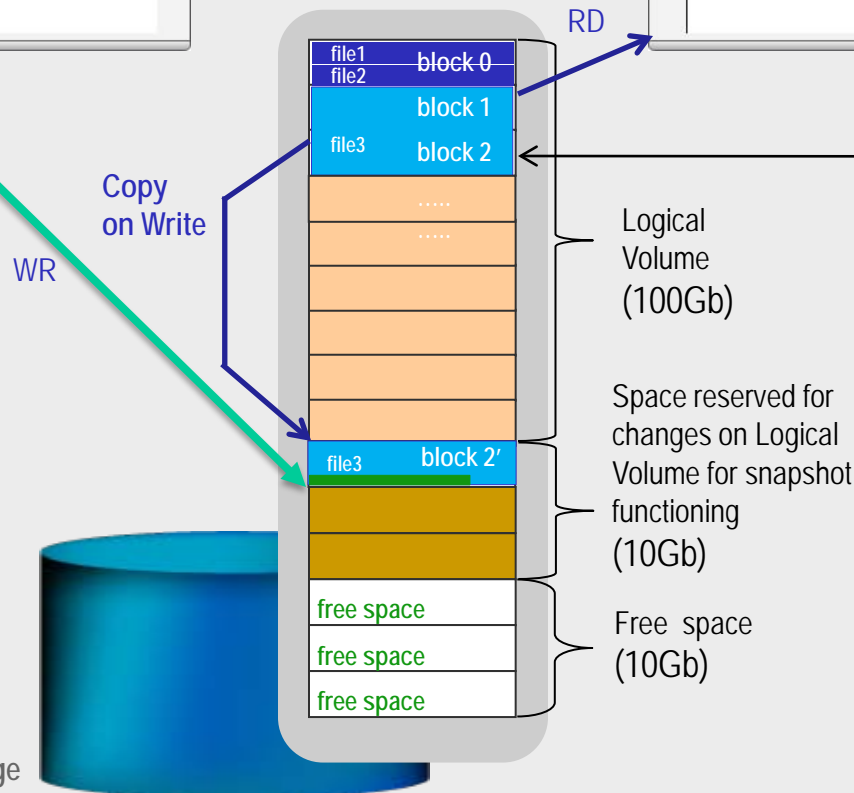 RD
file1
block 0
file2
block 1
file3
block 2
Copy
on Write
.....
.....
WR
Logical
Volume
(100Gb)
Space reserved for
changes on Logical
Volume for snapshot
functioning
(10Gb)
file3
block 2′
free space
free space
free space
Free space
(10Gb)
ge